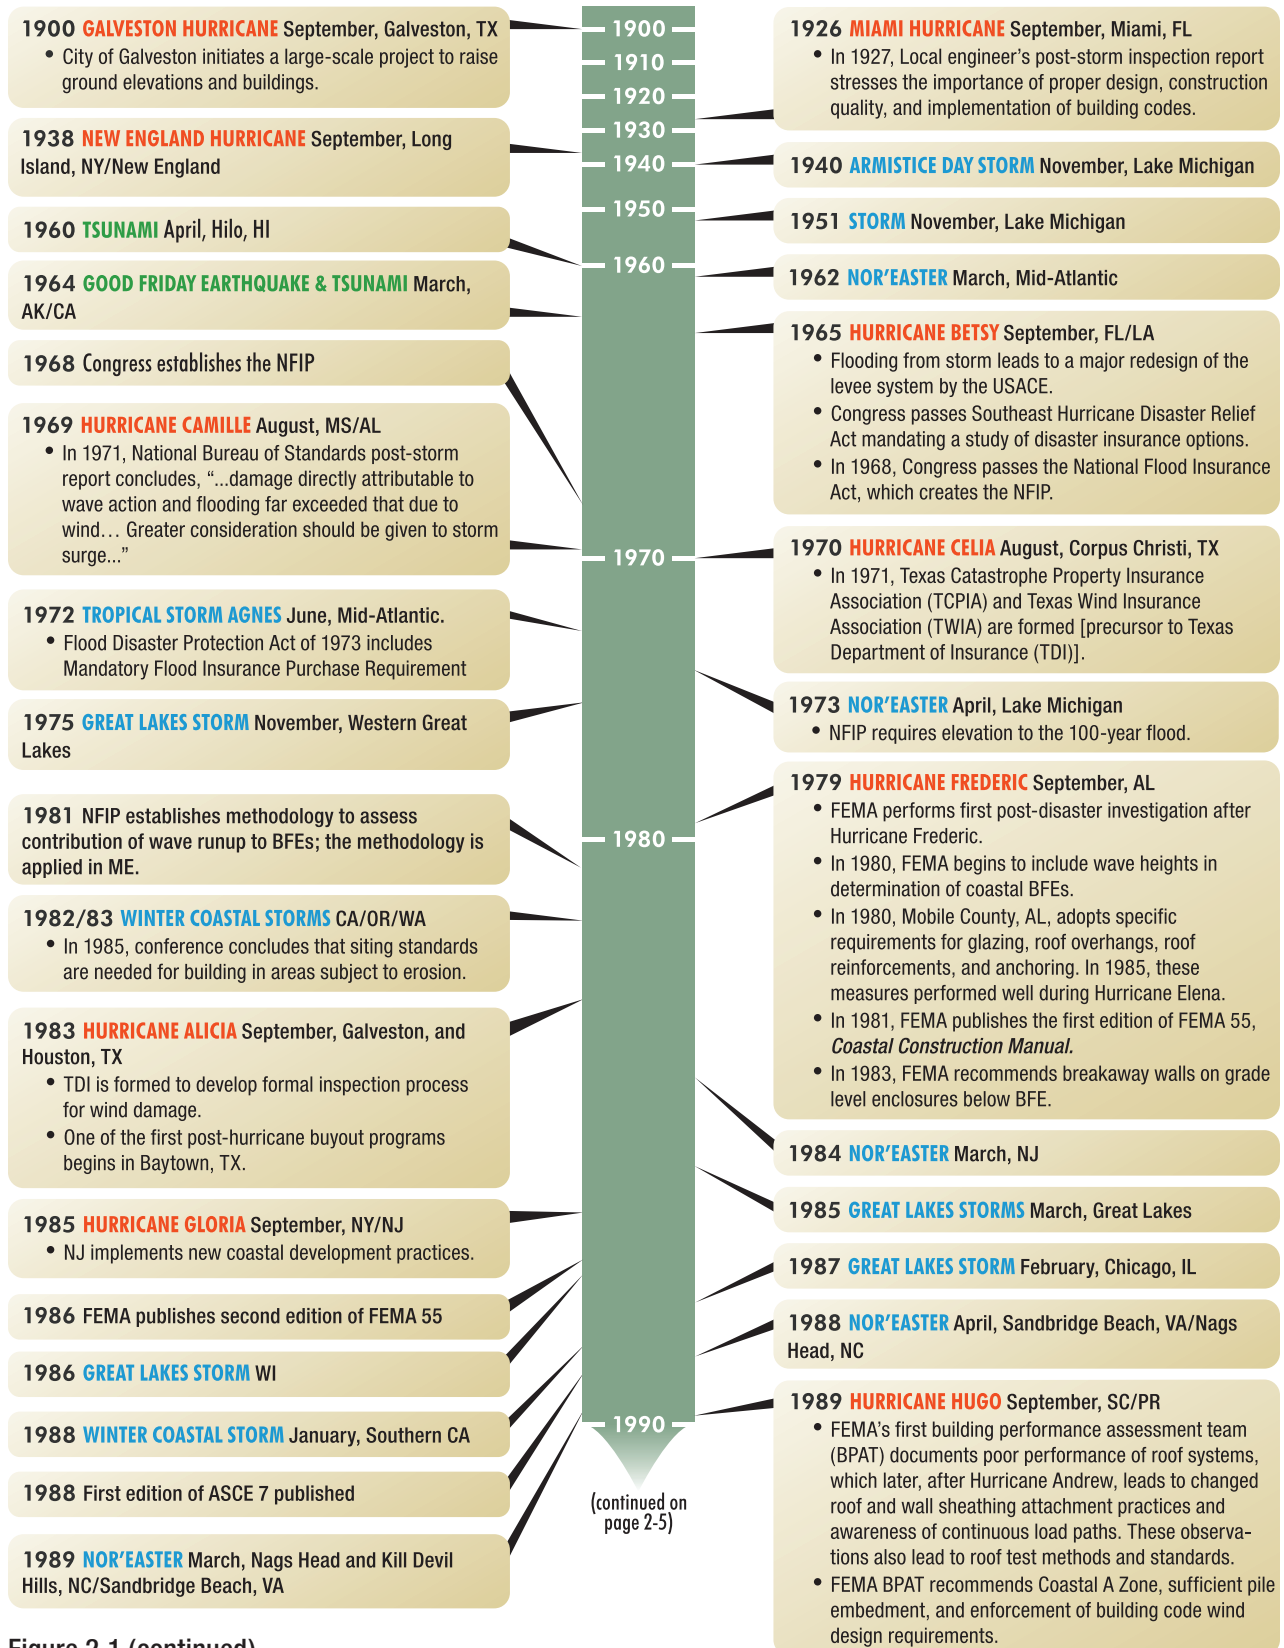 1900 GALVESTON HURRICANE September, Galveston, TX
• City of Galveston initiates a large-scale project to raise
ground elevations and buildings.
1938 NEW ENGLAND HURRICANE September, Long
Island, NY/New England
1960 TSUNAMI April, Hilo, HI
1964 GOOD FRIDAY EARTHQUAKE & TSUNAMI March,
AK/CA
1968 Congress establishes the NFIP
1969 HURRICANE CAMILLE August, MS/AL
• In 1971, National Bureau of Standards post-storm
report concludes, “...damage directly attributable to
wave action and flooding far exceeded that due to
wind… Greater consideration should be given to storm
surge...”
1972 TROPICAL STORM AGNES June, Mid-Atlantic.
• Flood Disaster Protection Act of 1973 includes
Mandatory Flood Insurance Purchase Requirement
1975 GREAT LAKES STORM November, Western Great
Lakes
1981 NFIP establishes methodology to assess
contribution of wave runup to BFEs; the methodology is
applied in ME.
1982/83 WINTER COASTAL STORMS CA/OR/WA
• In 1985, conference concludes that siting standards
are needed for building in areas subject to erosion.
1983 HURRICANE ALICIA September, Galveston, and
Houston, TX
• TDI is formed to develop formal inspection process
for wind damage.
• One of the first post-hurricane buyout programs
begins in Baytown, TX.
1985 HURRICANE GLORIA September, NY/NJ
• NJ implements new coastal development practices.
1986 FEMA publishes second edition of FEMA 55
1986 GREAT LAKES STORM WI
1988 WINTER COASTAL STORM January, Southern CA
1988 First edition of ASCE 7 published
1989 NOR’EASTER March, Nags Head and Kill Devil
Hills, NC/Sandbridge Beach, VA
Figure 2-1 (continued)
1900
1910
1920
1930
1940
1950
1960
1970
1980
1990
(continued on
page 2-5)
1926 MIAMI HURRICANE September, Miami, FL
• In 1927, Local engineer’s post-storm inspection report
stresses the importance of proper design, construction
quality, and implementation of building codes.
1940 ARMISTICE DAY STORM November, Lake Michigan
1951 STORM November, Lake Michigan
1962 NOR’EASTER March, Mid-Atlantic
1965 HURRICANE BETSY September, FL/LA
• Flooding from storm leads to a major redesign of the
levee system by the USACE.
• Congress passes Southeast Hurricane Disaster Relief
Act mandating a study of disaster insurance options.
• In 1968, Congress passes the National Flood Insurance
Act, which creates the NFIP.
1970 HURRICANE CELIA August, Corpus Christi, TX
• In 1971, Texas Catastrophe Property Insurance
Association (TCPIA) and Texas Wind Insurance
Association (TWIA) are formed [precursor to Texas
Department of Insurance (TDI)].
1973 NOR’EASTER April, Lake Michigan
• NFIP requires elevation to the 100-year flood.
1979 HURRICANE FREDERIC September, AL
• FEMA performs first post-disaster investigation after
Hurricane Frederic.
• In 1980, FEMA begins to include wave heights in
determination of coastal BFEs.
• In 1980, Mobile County, AL, adopts specific
requirements for glazing, roof overhangs, roof
reinforcements, and anchoring. In 1985, these
measures performed well during Hurricane Elena.
• In 1981, FEMA publishes the first edition of FEMA 55,
Coastal Construction Manual.
• In 1983, FEMA recommends breakaway walls on grade
level enclosures below BFE.
1984 NOR’EASTER March, NJ
1985 GREAT LAKES STORMS March, Great Lakes
1987 GREAT LAKES STORM February, Chicago, IL
1988 NOR’EASTER April, Sandbridge Beach, VA/Nags
Head, NC
1989 HURRICANE HUGO September, SC/PR
• FEMA’s first building performance assessment team
(BPAT) documents poor performance of roof systems,
which later, after Hurricane Andrew, leads to changed
roof and wall sheathing attachment practices and
awareness of continuous load paths. These observa-
tions also lead to roof test methods and standards.
• FEMA BPAT recommends Coastal A Zone, sufficient pile
embedment, and enforcement of building code wind
design requirements.